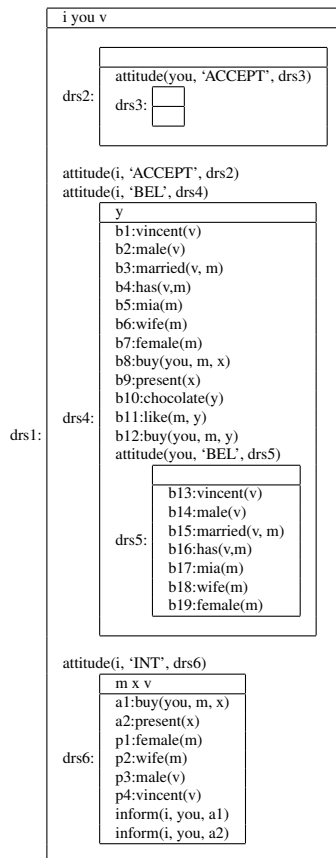 i you v
drs2:
attitude(you, ‘ACCEPT’, drs3)
drs3:
attitude(i, ‘ACCEPT’, drs2)
attitude(i, ‘BEL’, drs4)
drs1:
drs4:
y
b1:vincent(v)
b2:male(v)
b3:married(v, m)
b4:has(v,m)
b5:mia(m)
b6:wife(m)
b7:female(m)
b8:buy(you, m, x)
b9:present(x)
b10:chocolate(y)
b11:like(m, y)
b12:buy(you, m, y)
attitude(you, ‘BEL’, drs5)
drs5:
b13:vincent(v)
b14:male(v)
b15:married(v, m)
b16:has(v,m)
b17:mia(m)
b18:wife(m)
b19:female(m)
attitude(i, ‘INT’, drs6)
drs6:
m x v
a1:buy(you, m, x)
a2:present(x)
p1:female(m)
p2:wife(m)
p3:male(v)
p4:vincent(v)
inform(i, you, a1)
inform(i, you, a2)